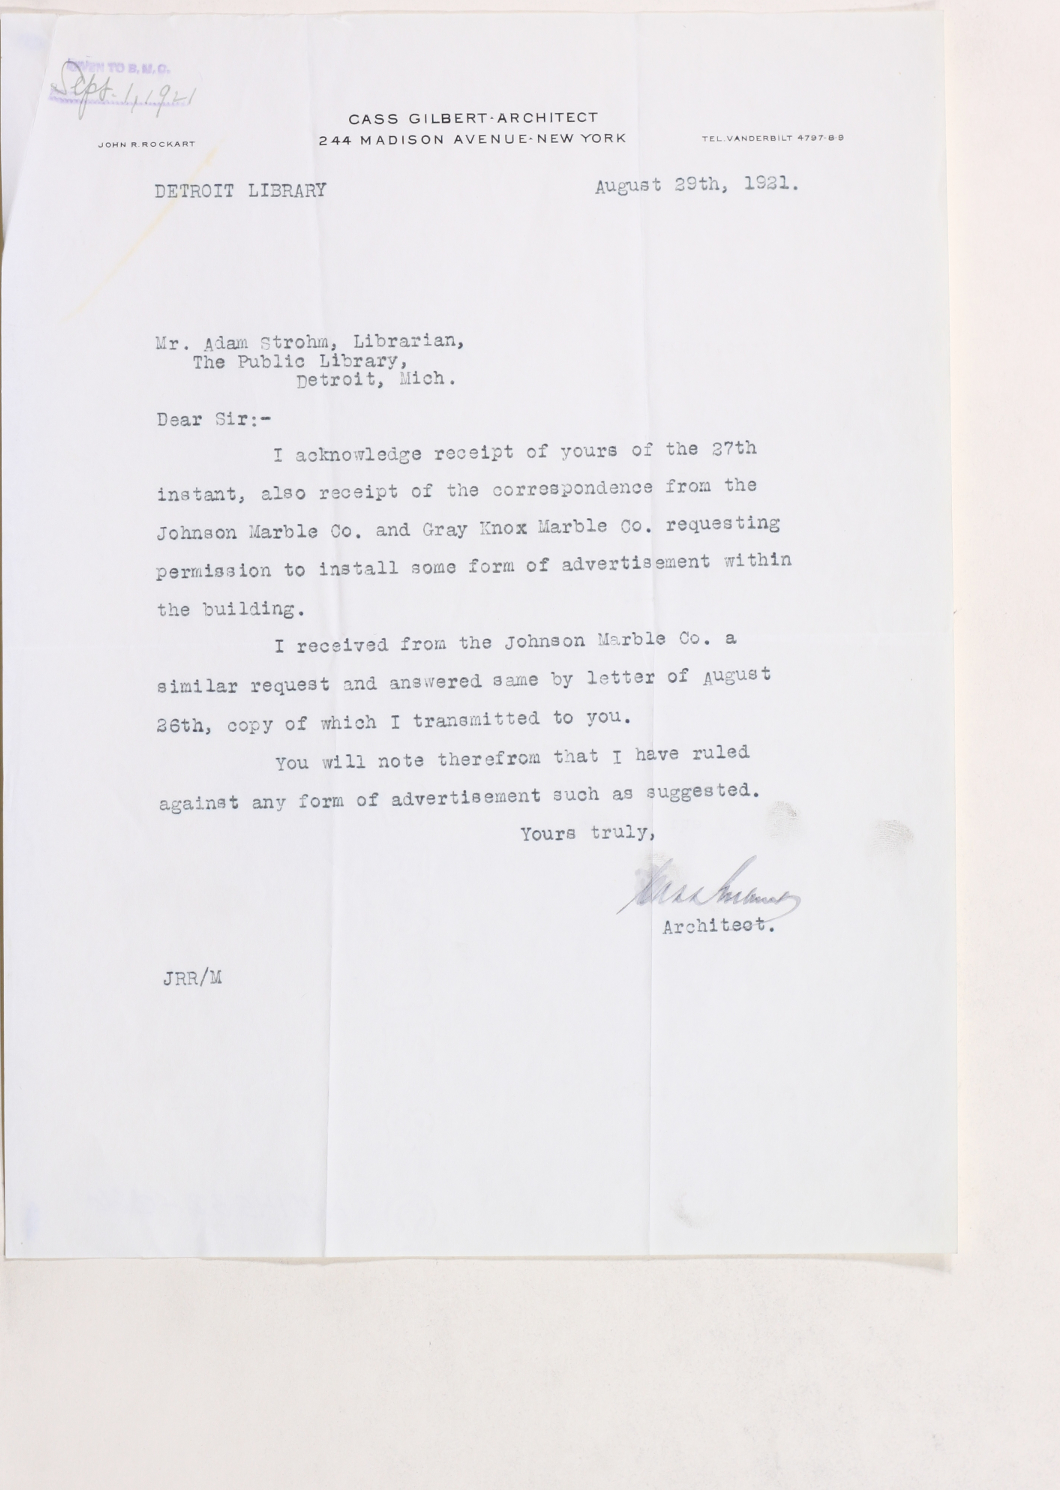 GIVEN TO B.M.C.
Sept. 1, 1921
CASS GILBERT-ARCHITECT
244 MADISON AVENUE-NEW YORK
JOHN R. ROCKART
TEL. VANDERBILT 4797-8-9
DETROIT LIBRARY
August 29th, 1921.
Mr. Adam Strohm, Librarian,
The Public Library,
Detroit, Mich.
Dear Sir:-
I acknowledge receipt of yours of the 27th
instant, also receipt of the correspondence from the
Johnson Marble Co. and Gray Knox Marble Co. requesting
permission to install some form of advertisement within
the building.
I received from the Johnson Marble Co. a
similar request and answered same by letter of August
26th, copy of which I transmitted to you.
You will note therefrom that I have ruled
against any form of advertisement such as suggested.
Yours truly,
Cass Gilbert
Architect.
JRR/M